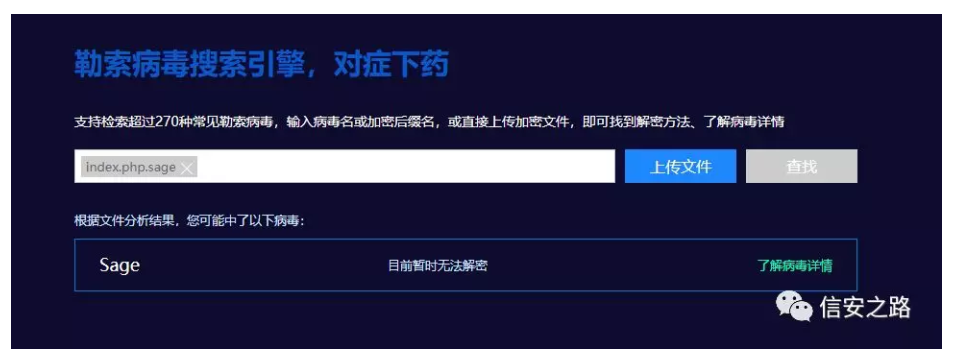 勒索病毒搜索引擎，对症下药
支持检索超过270种常见勒索病毒，输入病毒名或加密后缀名，或直接上传加密文件，即可找到解密方法、了解病毒详情
index.php.sage × 上传文件 查找
根据文件分析结果，您可能中了以下病毒：
Sage 目前暂时无法解密 了解病毒详情
信安之路